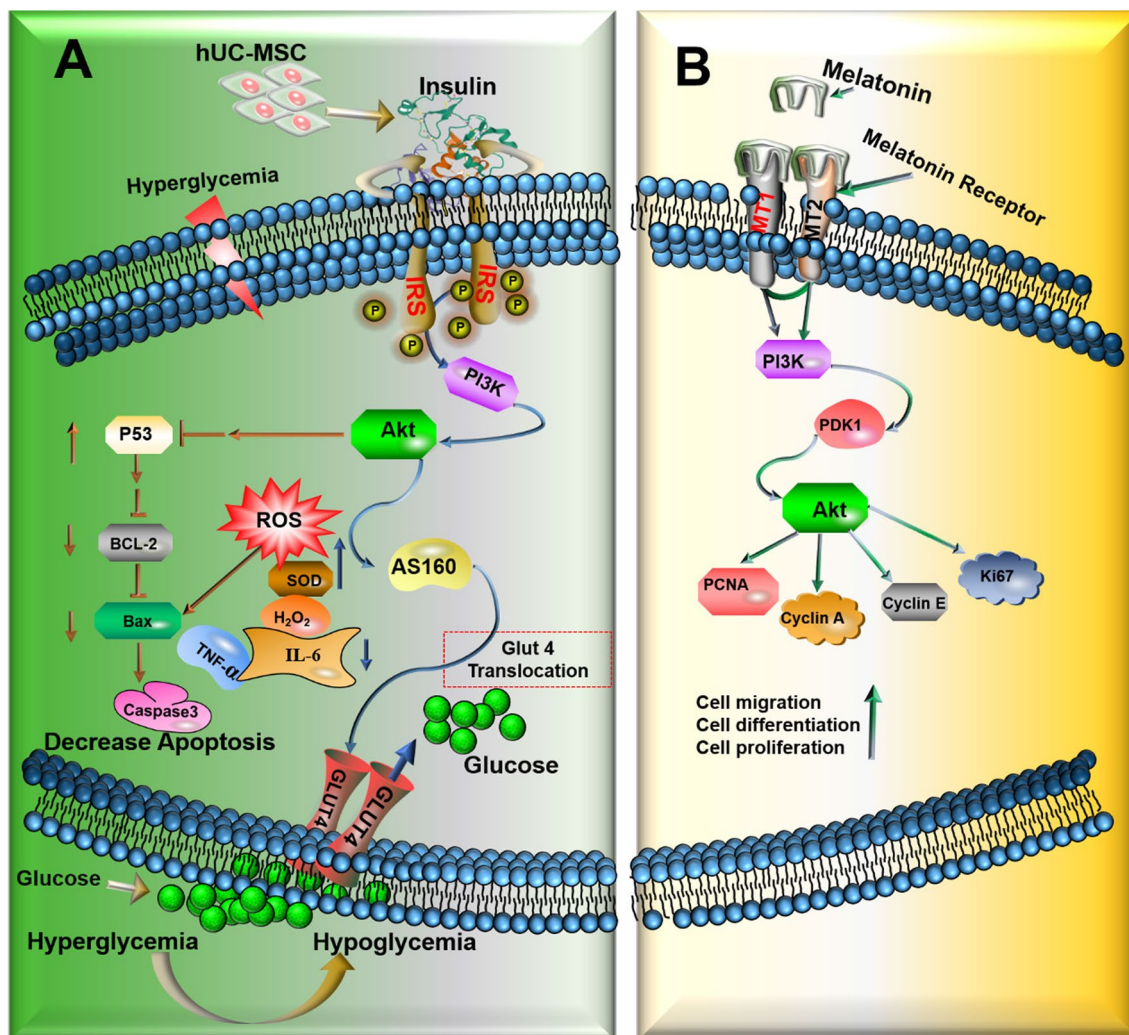 A
hUC-MSC
Insulin
Hyperglycemia
IRS
IRS
P
P
P
P
P
P
PI3K
Akt
P53
ROS
BCL-2
SOD
AS160
H₂O₂
Bax
TNF-α
IL-6
Glut 4
Translocation
Caspase3
Decrease Apoptosis
Glucose
GLUT4
GLUT4
Glucose
Hyperglycemia
Hypoglycemia
B
Melatonin
Melatonin Receptor
MT1
MT2
PI3K
PDK1
Akt
PCNA
Cyclin A
Cyclin E
Ki67
Cell migration
Cell differentiation
Cell proliferation